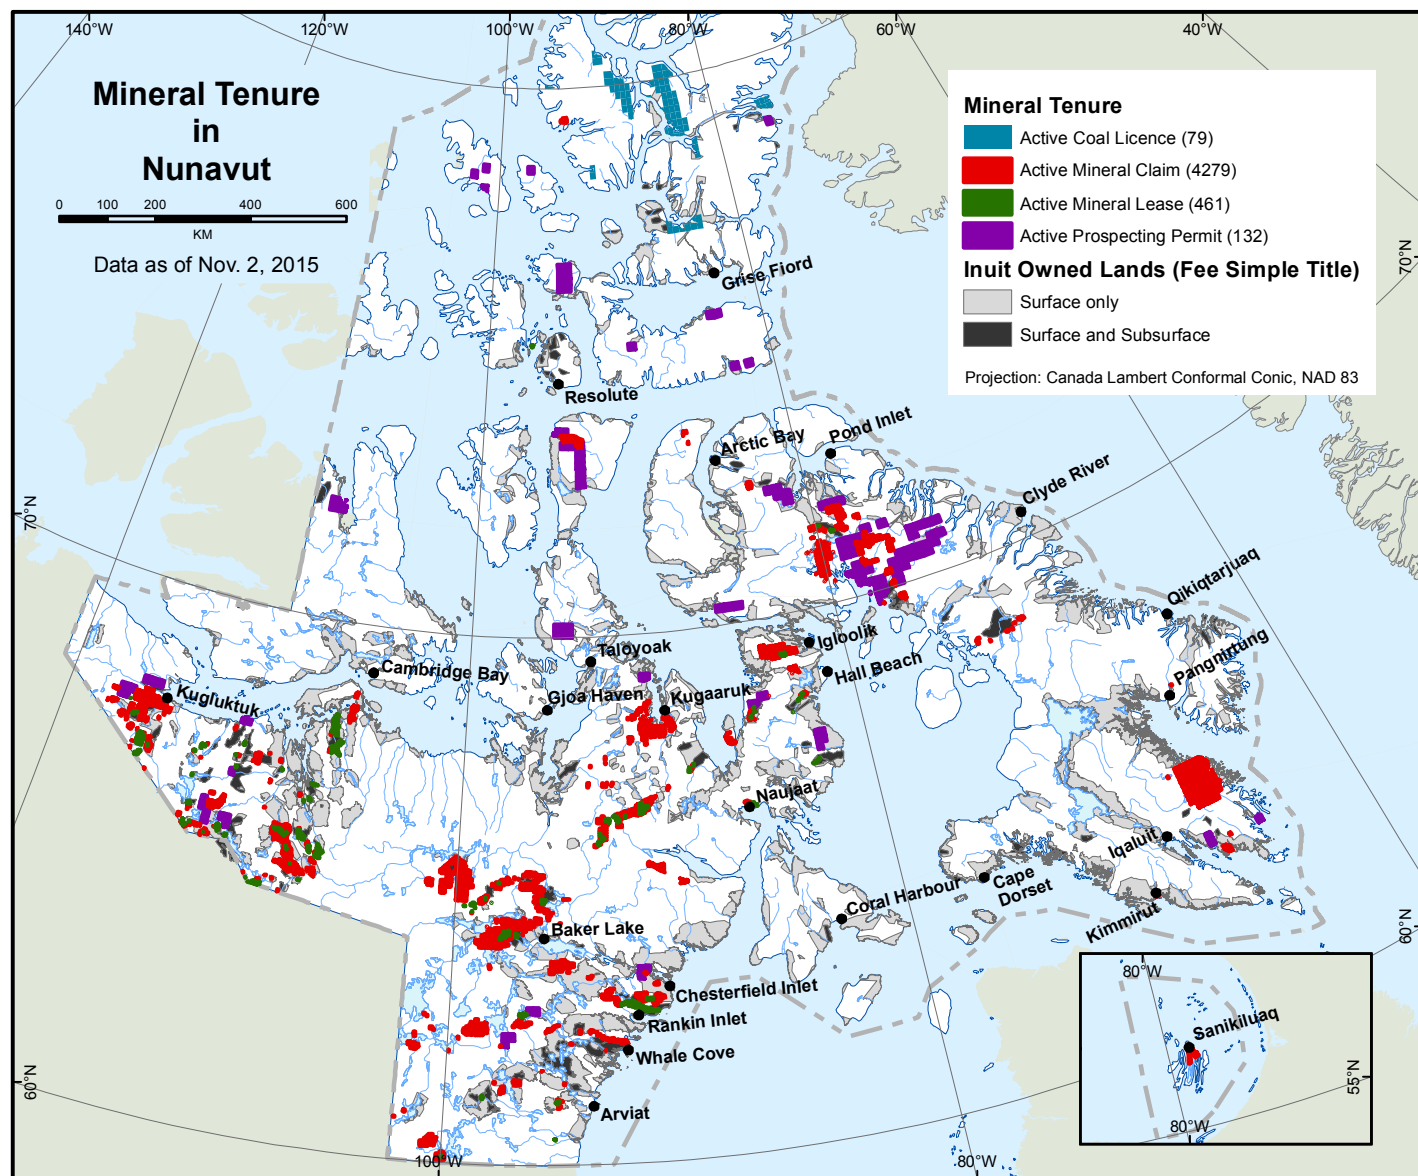 140°W
120°W
100°W
80°W
60°W
40°W
Mineral Tenure
in
Nunavut
0 100 200 400 600
KM
Data as of Nov. 2, 2015
Mineral Tenure
Active Coal Licence (79)
Active Mineral Claim (4279)
Active Mineral Lease (461)
Active Prospecting Permit (132)
Inuit Owned Lands (Fee Simple Title)
Surface only
Surface and Subsurface
Projection: Canada Lambert Conformal Conic, NAD 83
70°N
Grise Fiord
Resolute
Arctic Bay
Pond Inlet
Clyde River
70°N
Qikiqtarjuaq
Igloolik
Taloyoak
Hall Beach
Pangnirtung
Cambridge Bay
Kugluktuk
Gjoa Haven
Kugaaruk
Naujaat
Iqaluit
Cape
Dorset
Coral Harbour
Kimmirut
Baker Lake
60°N
Chesterfield Inlet
Rankin Inlet
Whale Cove
80°W
Sanikiluaq
60°N
55°N
Arviat
80°W
100°W
80°W